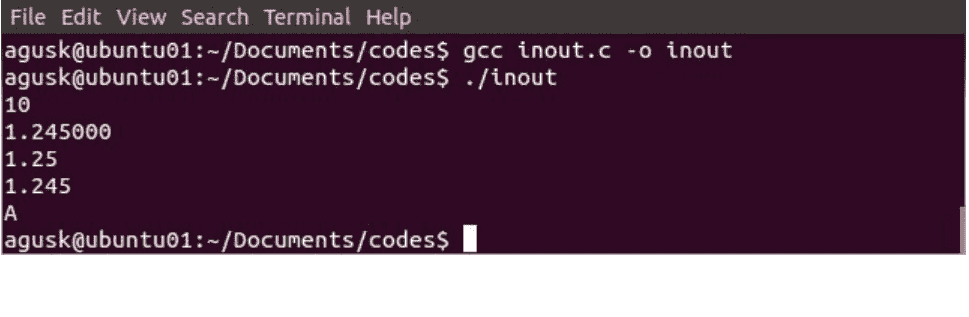 File Edit View Search Terminal Help
agusk@ubuntu01:~/Documents/codes$ gcc inout.c -o inout
agusk@ubuntu01:~/Documents/codes$ ./inout
10
1.245000
1.25
1.245
A
agusk@ubuntu01:~/Documents/codes$